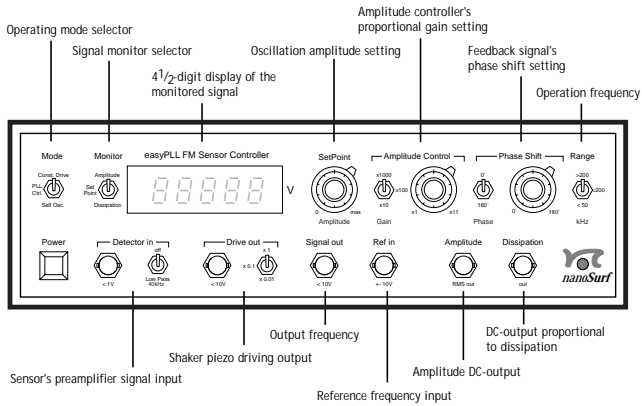 Amplitude controller's
proportional gain setting
Operating mode selector
Signal monitor selector
Oscillation amplitude setting
Feedback signal's
phase shift setting
4 1/2-digit display of the
monitored signal
Operation frequency
Mode
Monitor
easyPLL FM Sensor Controller
SetPoint
Amplitude Control
Phase Shift
Range
Const. Drive
PLL
Ctrl.
Self Osc.
Amplitude
Set
Point
Dissipation
88888
V
0
max
Amplitude
x1000
x100
x10
Gain
x1
x11
0˚
180˚
Phase
0˚
180˚
>200
<200
< 50
kHz
Power
Detector in
Drive out
Signal out
Ref in
Amplitude
Dissipation
< 1V
off
Low Pass
40kHz
< 10V
x 1
x 0.1
x 0.01
< 10V
+- 10V
RMS out
out
nanoSurf
Output frequency
DC-output proportional
to dissipation
Shaker piezo driving output
Amplitude DC-output
Sensor's preamplifier signal input
Reference frequency input